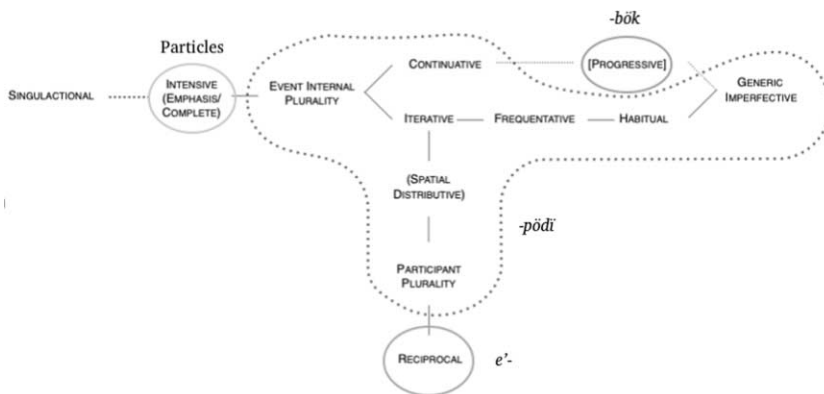 -bök
Particles
CONTINUATIVE
[PROGRESSIVE]
SINGULACTIONAL
INTENSIVE
(EMPHASIS/
COMPLETE)
EVENT INTERNAL
PLURALITY
GENERIC
IMPERFECTIVE
ITERATIVE
FREQUENTATIVE
HABITUAL
(SPATIAL
DISTRIBUTIVE)
-pödï
PARTICIPANT
PLURALITY
RECIPROCAL
e'-